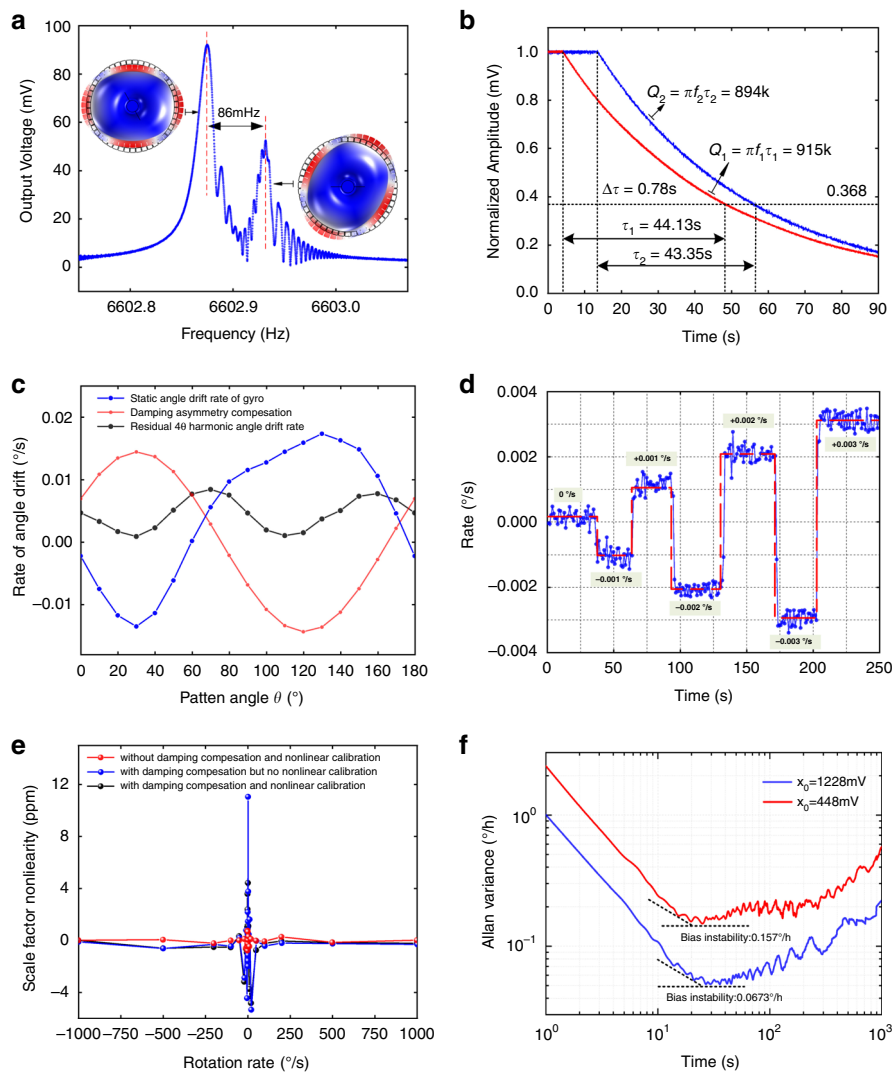 a
Output Voltage (mV)
100
80
60
40
20
0
86mHz
6602.8
6602.9
6603.0
Frequency (Hz)
b
Normalized Amplitude (mV)
1.0
0.8
0.6
0.4
0.2
0.0
Q2 = πf2τ2 = 894k
Q1 = πf1τ1 = 915k
Δτ = 0.78s
0.368
τ1 = 44.13s
τ2 = 43.35s
0 10 20 30 40 50 60 70 80 90
Time (s)
c
Rate of angle drift (°/s)
0.02
0.01
0.00
−0.01
Static angle drift rate of gyro
Damping asymmetry compesation
Residual 4θ harmonic angle drift rate
0 20 40 60 80 100 120 140 160 180
Patten angle θ (°)
d
Rate (°/s)
0.004
0.002
0.000
−0.002
−0.004
0 °/s
−0.001 °/s
+0.001 °/s
−0.002 °/s
+0.002 °/s
−0.003 °/s
+0.003 °/s
0 50 100 150 200 250
Time (s)
e
Scale factor nonliearity (ppm)
12
8
4
0
−4
without damping compesation and nonlinear calibration
with damping compesation but no nonlinear calibration
with damping compesation and nonlinear calibration
−1000 −750 −500 −250 0 250 500 750 1000
Rotation rate (°/s)
f
Allan variance (°/h)
10^0
10^−1
x0=1228mV
x0=448mV
Bias instability:0.157°/h
Bias instability:0.0673°/h
10^0 10^1 10^2 10^3
Time (s)